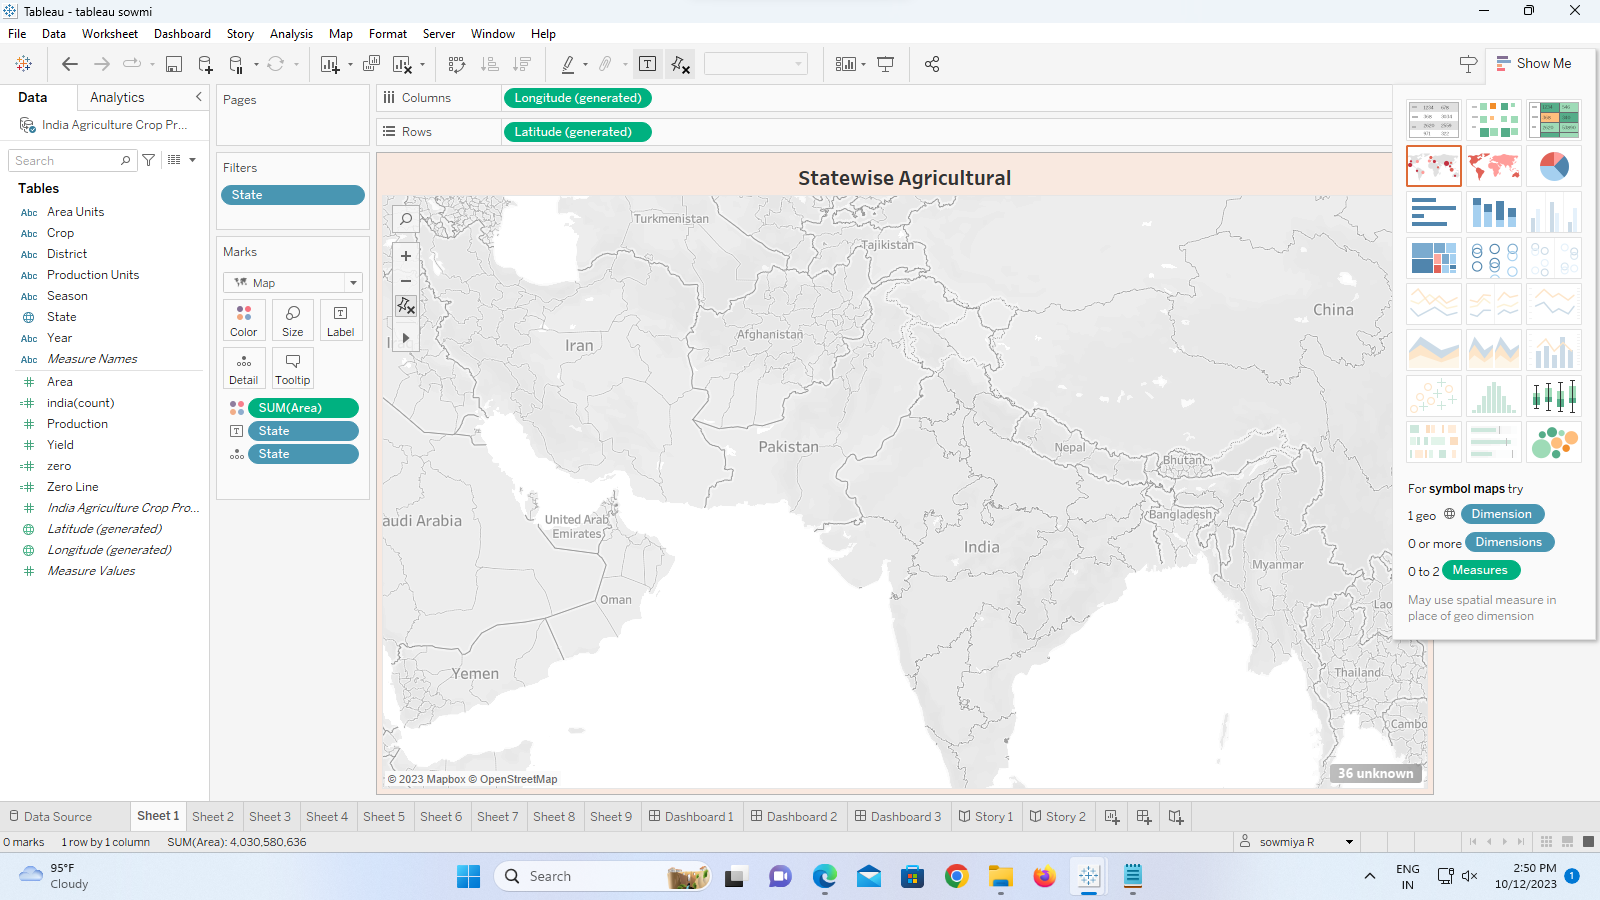 Tableau - tableau sowmi
File Data Worksheet Dashboard Story Analysis Map Format Server Window Help
Show Me
Data Analytics
India Agriculture Crop Pr...
Search
Tables
Abc Area Units
Abc Crop
Abc District
Abc Production Units
Abc Season
State
Abc Year
Abc Measure Names
Area
india(count)
Production
Yield
zero
Zero Line
India Agriculture Crop Pro...
Latitude (generated)
Longitude (generated)
Measure Values
Pages
Filters
State
Marks
Map
Color Size Label
Detail Tooltip
SUM(Area)
State
State
Columns Longitude (generated)
Rows Latitude (generated)
Statewise Agricultural
Turkmenistan
Tajikistan
China
Afghanistan
Iran
Pakistan
Nepal
Bhutan
Bangladesh
audi Arabia
United Arab
Emirates
India
Myanmar
Oman
Lao
Yemen
Thailand
Cambo
© 2023 Mapbox © OpenStreetMap
36 unknown
For symbol maps try
1 geo Dimension
0 or more Dimensions
0 to 2 Measures
May use spatial measure in
place of geo dimension
Data Source Sheet 1 Sheet 2 Sheet 3 Sheet 4 Sheet 5 Sheet 6 Sheet 7 Sheet 8 Sheet 9 Dashboard 1 Dashboard 2 Dashboard 3 Story 1 Story 2
0 marks 1 row by 1 column SUM(Area): 4,030,580,636 sowmiya R
95°F
Cloudy
Search
ENG
IN
2:50 PM
10/12/2023
1